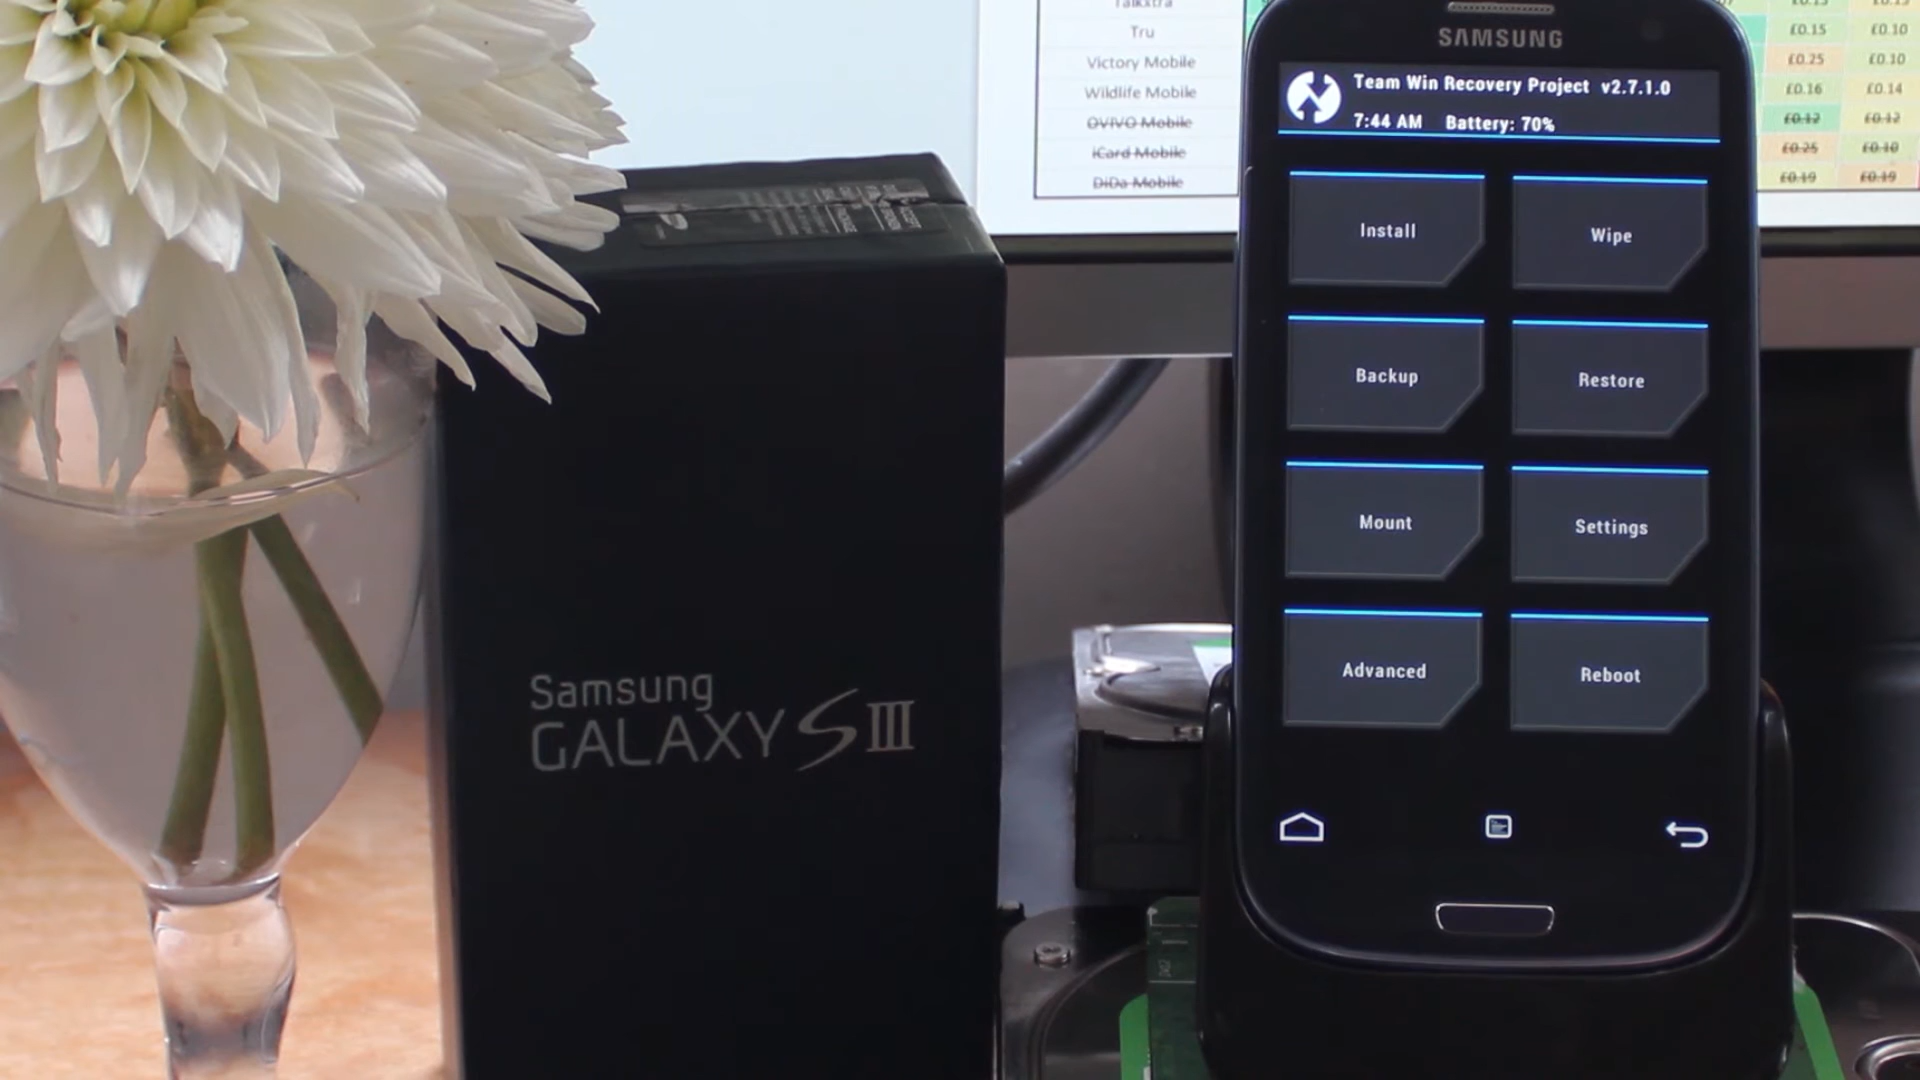 Talkxtra
Tru
Victory Mobile
Wildlife Mobile
OVIVO Mobile
iCard Mobile
DiDa Mobile
£0.15 £0.10
£0.25 £0.10
£0.16 £0.14
£0.12 £0.12
£0.25 £0.10
£0.19 £0.19
SAMSUNG
Team Win Recovery Project v2.7.1.0
7:44 AM Battery: 70%
Install
Wipe
Backup
Restore
Mount
Settings
Advanced
Reboot
Samsung
GALAXY S III